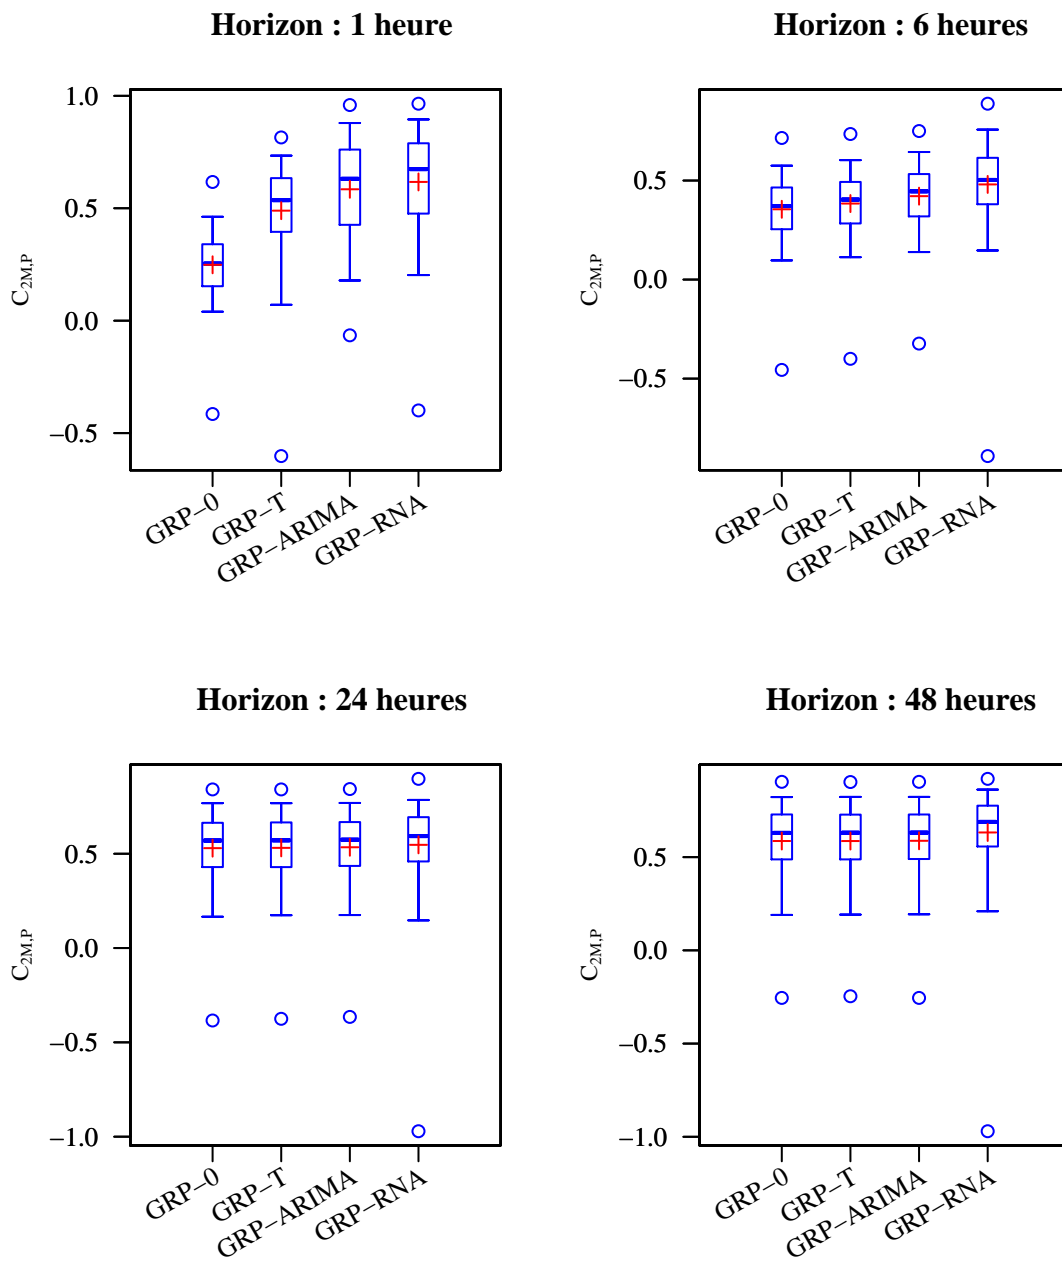 Horizon : 1 heure
1.0
0.5
0.0
−0.5
C2M,P
GRP−0
GRP−T
GRP−ARIMA
GRP−RNA
Horizon : 6 heures
0.5
0.0
−0.5
C2M,P
GRP−0
GRP−T
GRP−ARIMA
GRP−RNA
Horizon : 24 heures
0.5
0.0
−0.5
−1.0
C2M,P
GRP−0
GRP−T
GRP−ARIMA
GRP−RNA
Horizon : 48 heures
0.5
0.0
−0.5
−1.0
C2M,P
GRP−0
GRP−T
GRP−ARIMA
GRP−RNA